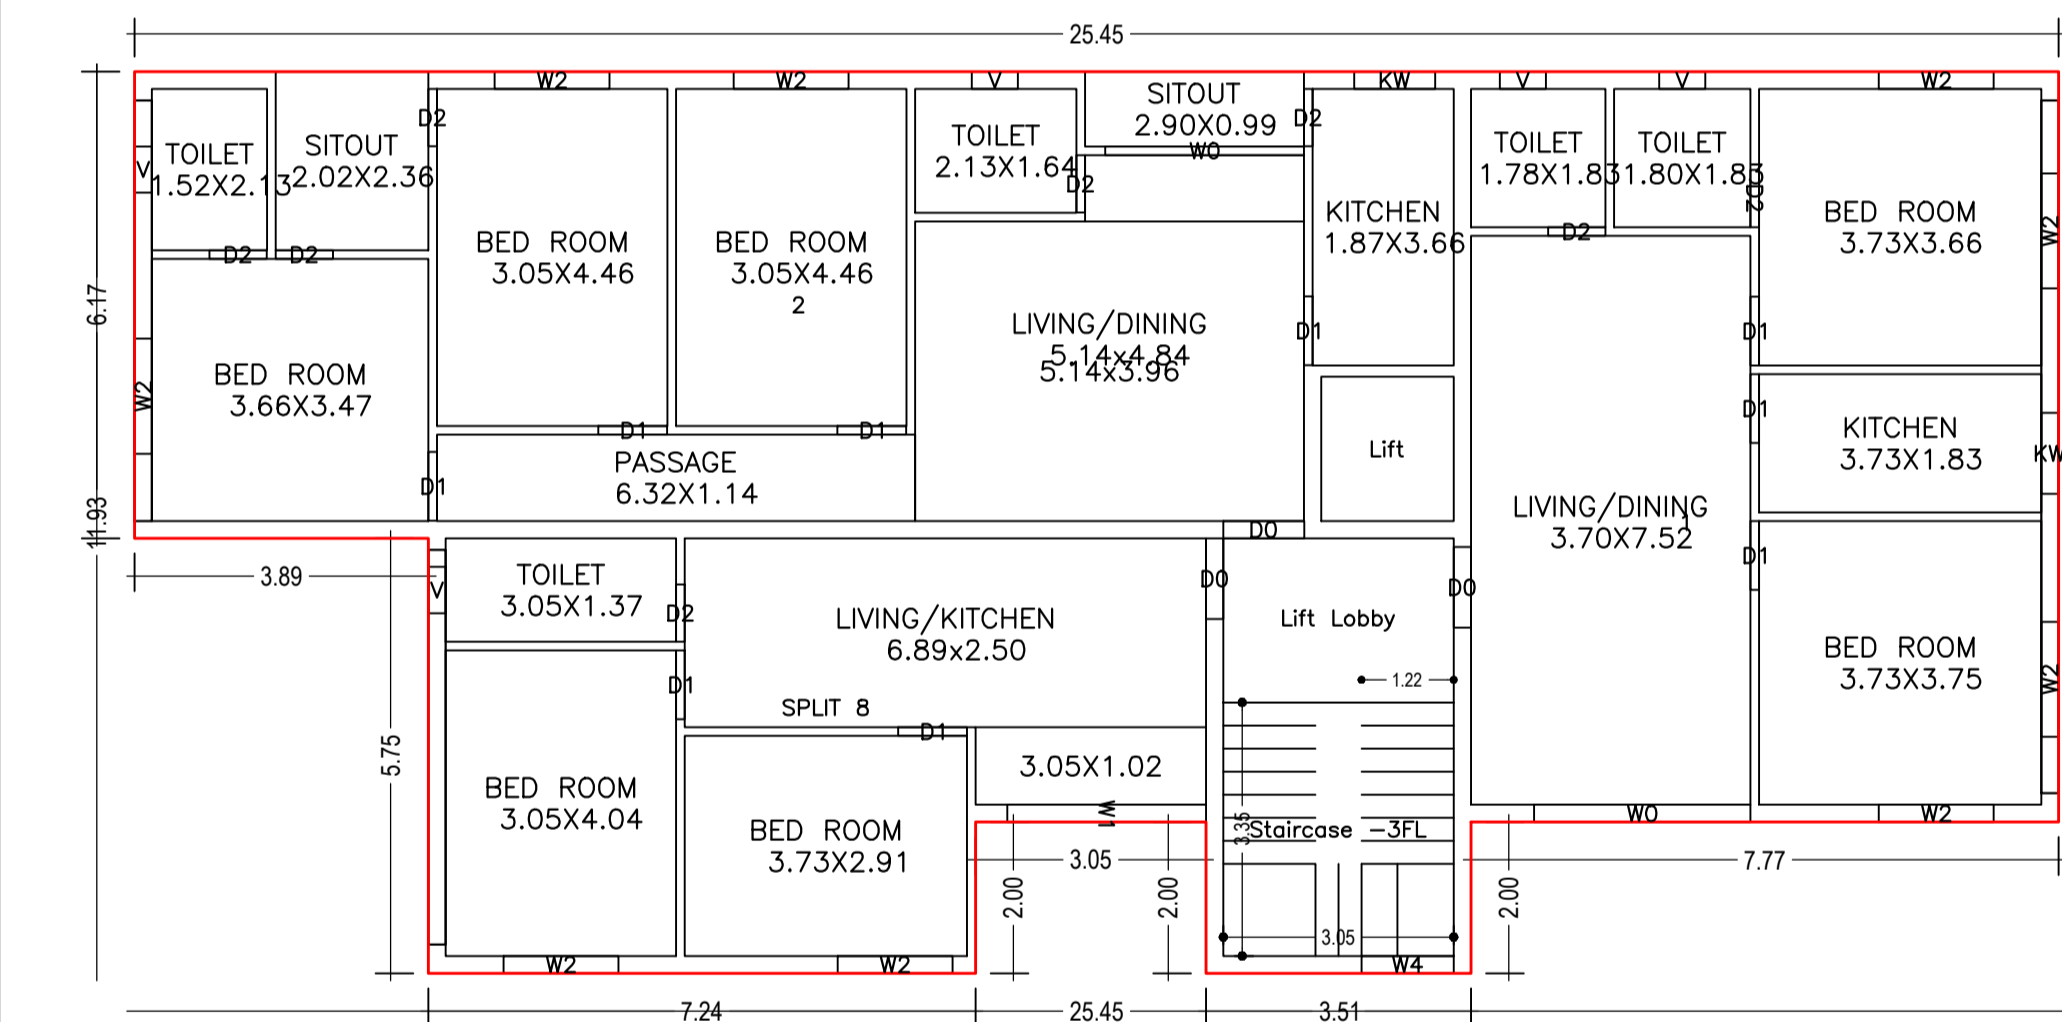 25.45
W2
W2
V
KW
V
V
W2
TOILET
1.52X2.13
SITOUT
2.02X2.36
D2
V
D2
D2
BED ROOM
3.05X4.46
BED ROOM
3.05X4.46
2
TOILET
2.13X1.64
D2
SITOUT
2.90X0.99
W0
D2
KITCHEN
1.87X3.66
TOILET
1.78X1.83
TOILET
1.80X1.83
D2
D2
BED ROOM
3.73X3.66
W2
6.17
11.93
W2
BED ROOM
3.66X3.47
D1
D1
D1
PASSAGE
6.32X1.14
LIVING/DINING
5.14x4.84
5.14x3.96
D1
D1
Lift
D1
KITCHEN
3.73X1.83
KW
LIVING/DINING
1
3.70X7.52
D0
D1
3.89
V
TOILET
3.05X1.37
D2
LIVING/KITCHEN
6.89x2.50
D0
Lift Lobby
D0
1.22
D1
SPLIT 8
D1
BED ROOM
3.73X3.75
W2
5.75
BED ROOM
3.05X4.04
BED ROOM
3.73X2.91
3.05X1.02
W1
3.35
Staircase -3FL
W0
W2
3.05
7.77
2.00
2.00
2.00
3.05
W2
W2
W4
7.24
25.45
3.51